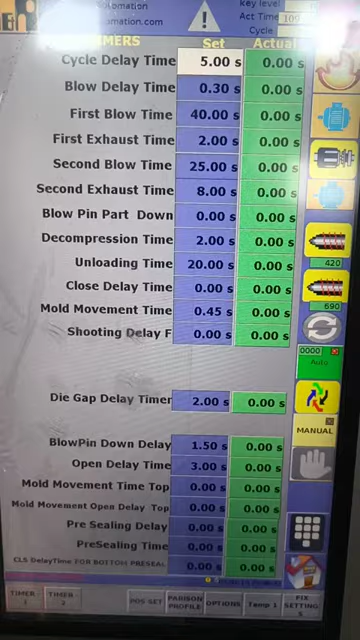 omation
omation.com
Key level
Act Time 109
Cycle
TIMERS Set Actual
Cycle Delay Time 5.00 s 0.00 s
Blow Delay Time 0.30 s 0.00 s
First Blow Time 40.00 s 0.00 s
First Exhaust Time 2.00 s 0.00 s
Second Blow Time 25.00 s 0.00 s
Second Exhaust Time 8.00 s 0.00 s
Blow Pin Part Down 0.00 s 0.00 s
Decompression Time 2.00 s 0.00 s
420
Unloading Time 20.00 s 0.00 s
Close Delay Time 0.00 s 0.00 s
690
Mold Movement Time 0.45 s 0.00 s
Shooting Delay F 0.00 s 0.00 s
0000
Auto
Die Gap Delay Timer 2.00 s 0.00 s
MANUAL
BlowPin Down Delay 1.50 s 0.00 s
Open Delay Time 3.00 s 0.00 s
Mold Movement Time Top 0.00 s 0.00 s
Mold Movement Open Delay Top 0.00 s 0.00 s
Pre Sealing Delay 0.00 s 0.00 s
PreSealing Time 0.00 s 0.00 s
CLS DelayTime FOR BOTTOM PRESEAL 0.00 s 0.00 s
TIMER 1 TIMER 2 POS SET PARISON PROFILE OPTIONS Temp 1 FIX SETTING S